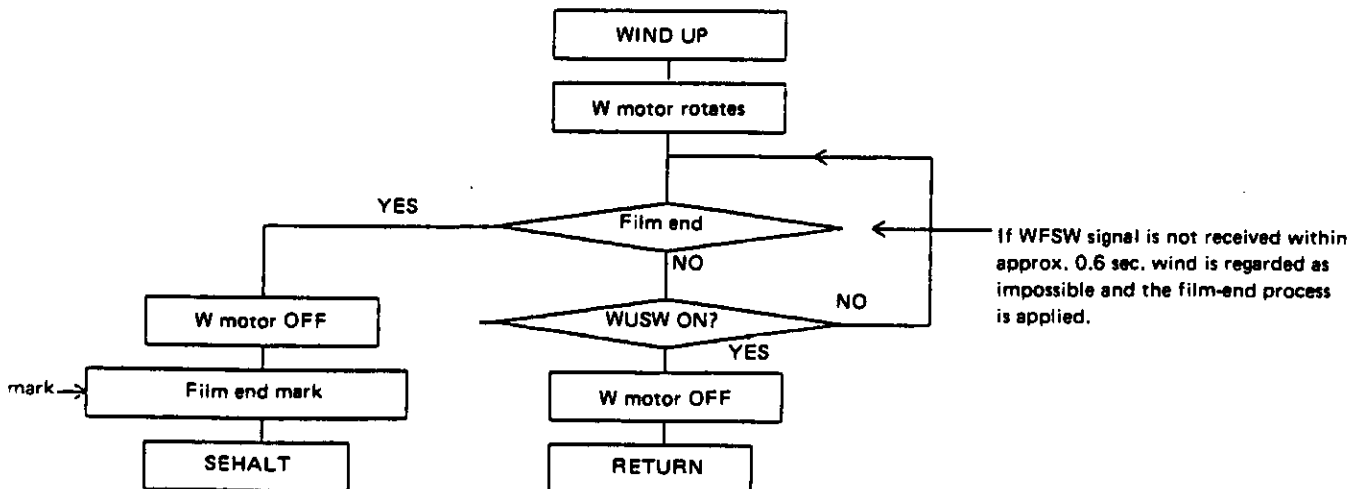 WIND UP
W motor rotates
YES
Film end
If WFSW signal is not received within
approx. 0.6 sec. wind is regarded as
impossible and the film-end process
is applied.
NO
W motor OFF
WUSW ON?
NO
YES
mark
Film end mark
W motor OFF
SEHALT
RETURN